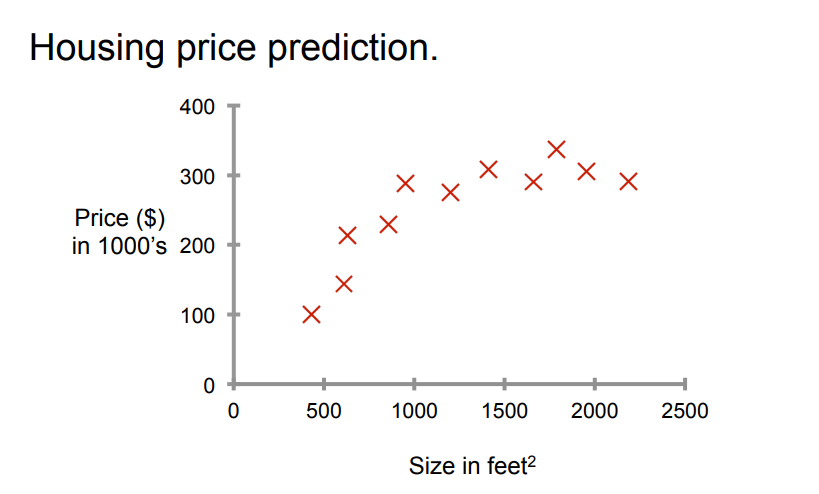 Housing price prediction.
400
300
Price ($)
in 1000’s
200
100
0
0 500 1000 1500 2000 2500
Size in feet²